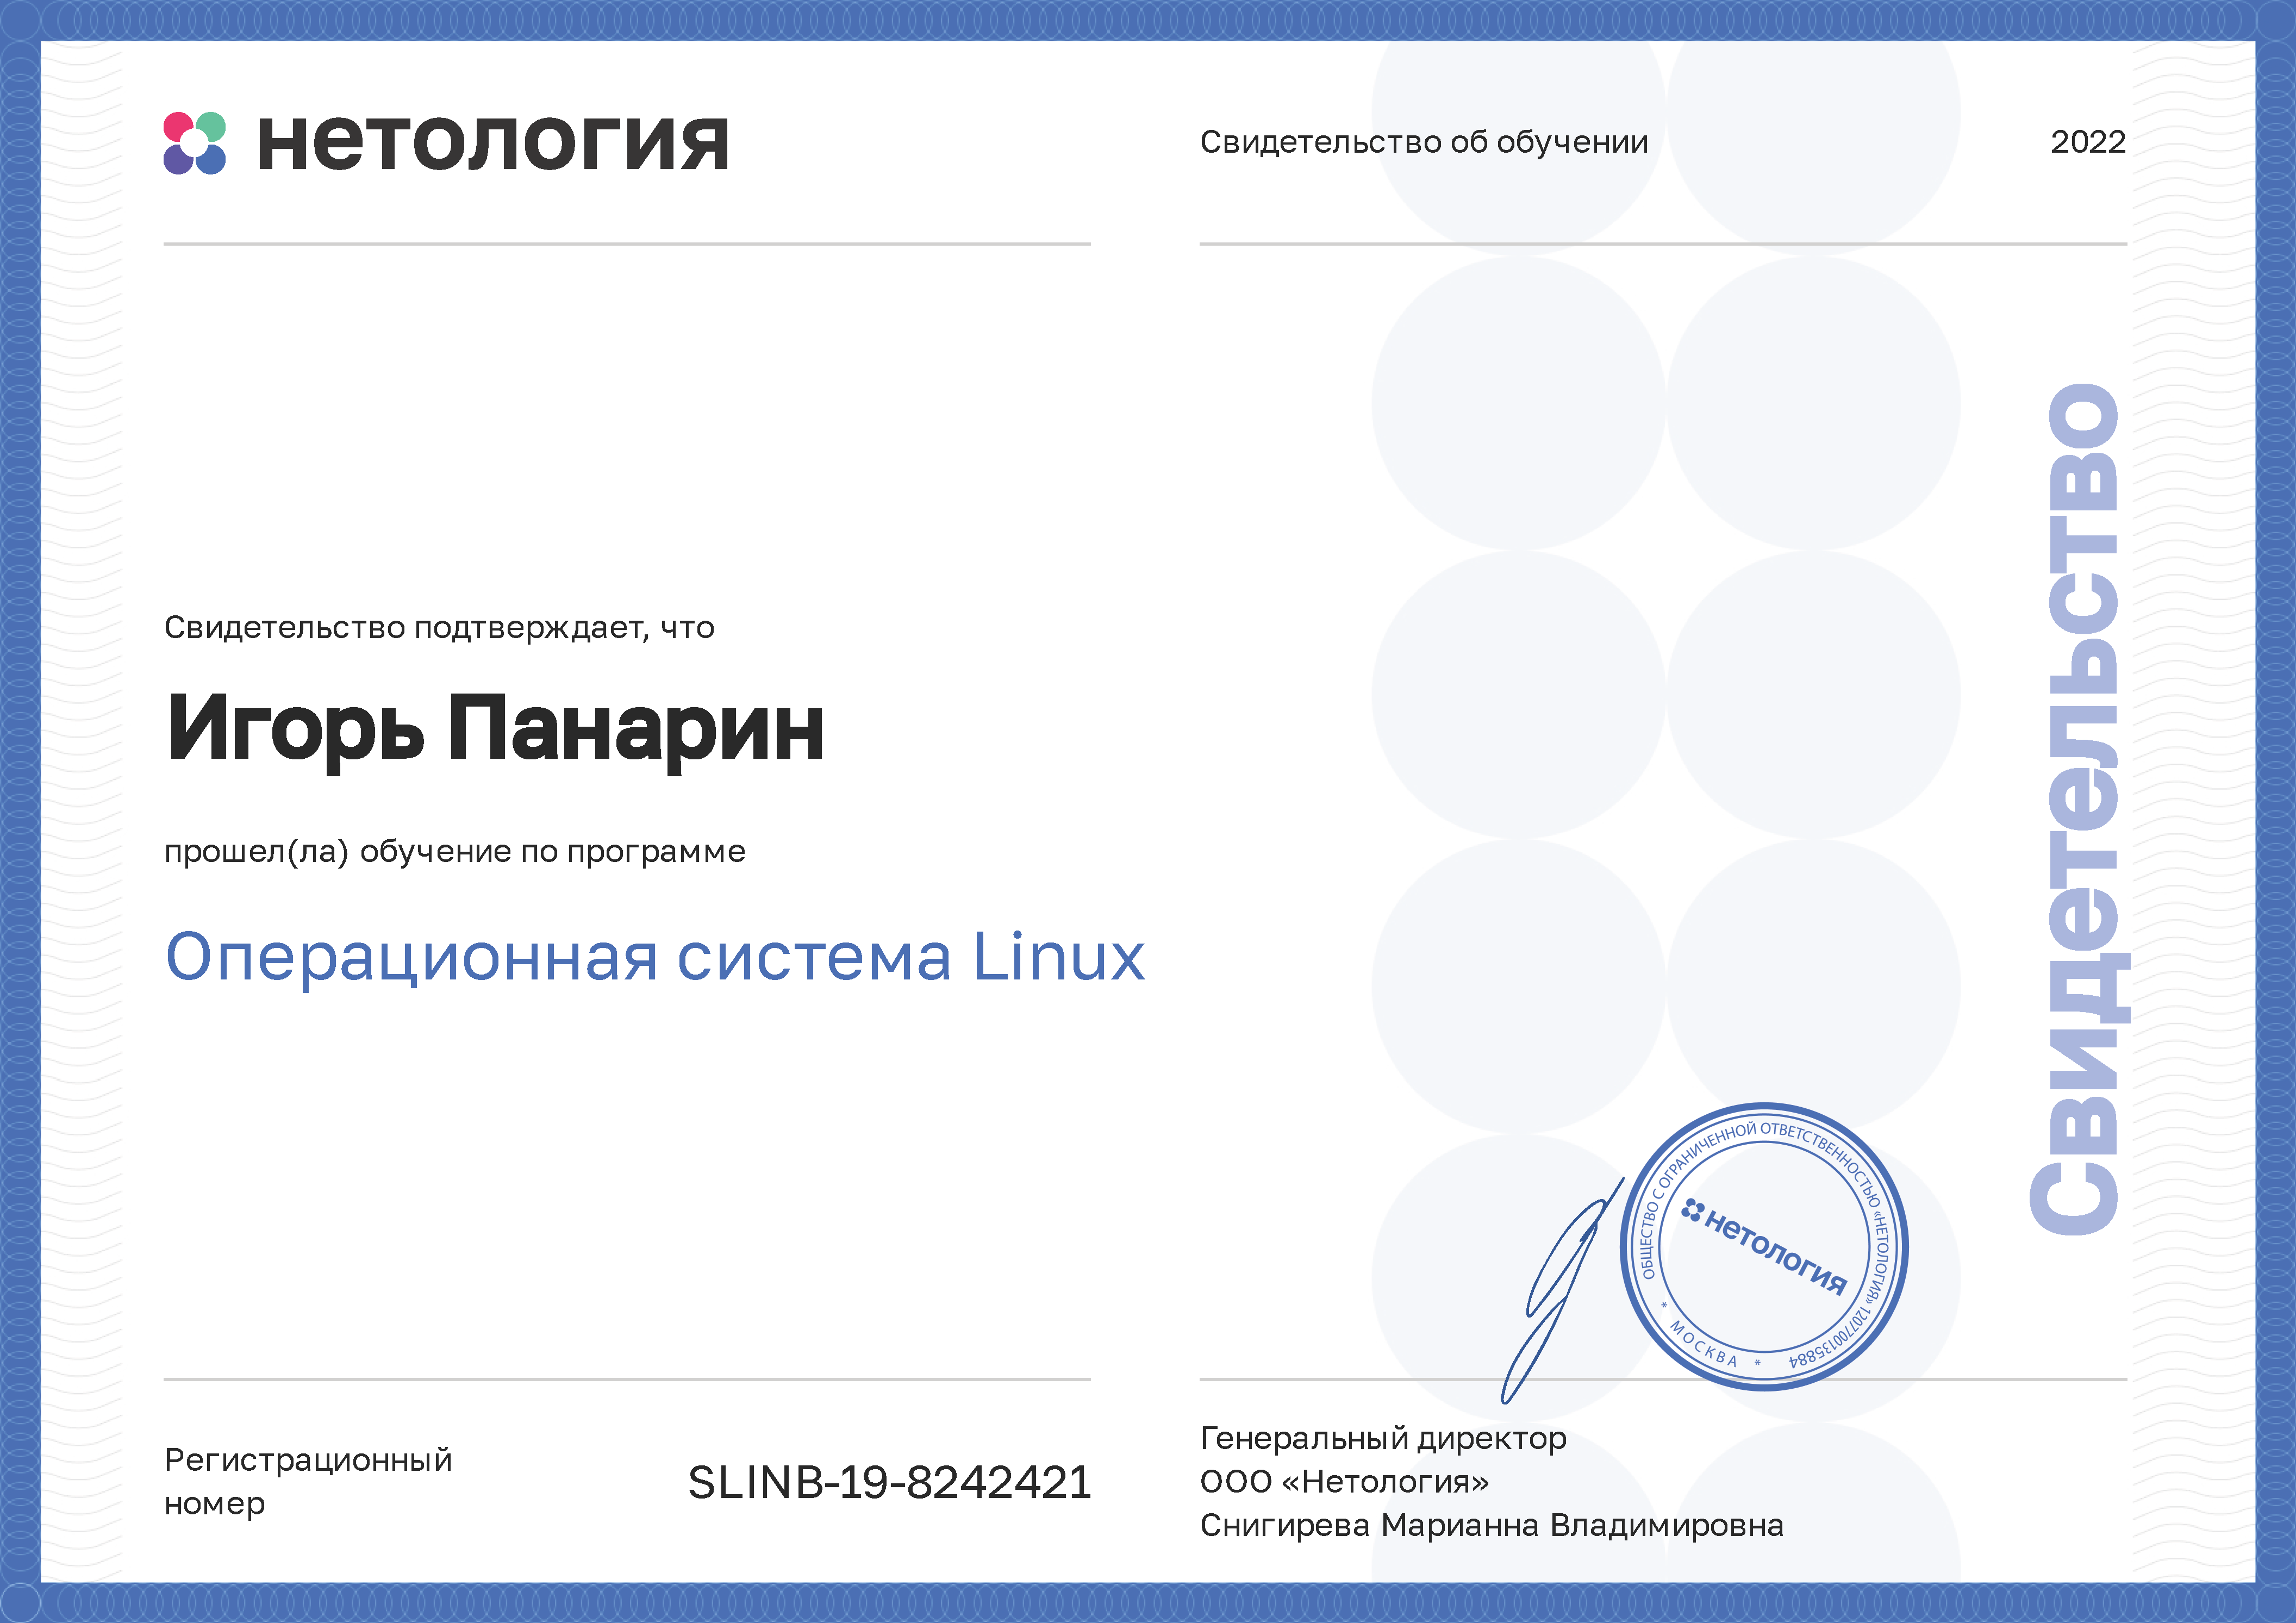 нетология
Свидетельство об обучении
2022
Свидетельство подтверждает, что
Игорь Панарин
прошел(ла) обучение по программе
Операционная система Linux
Свидетельство
ОБЩЕСТВО С ОГРАНИЧЕННОЙ ОТВЕТСТВЕННОСТЬЮ «НЕТОЛОГИЯ» 1207700135884
* МОСКВА *
нетология
Регистрационный
номер
SLINB-19-8242421
Генеральный директор
ООО «Нетология»
Снигирева Марианна Владимировна